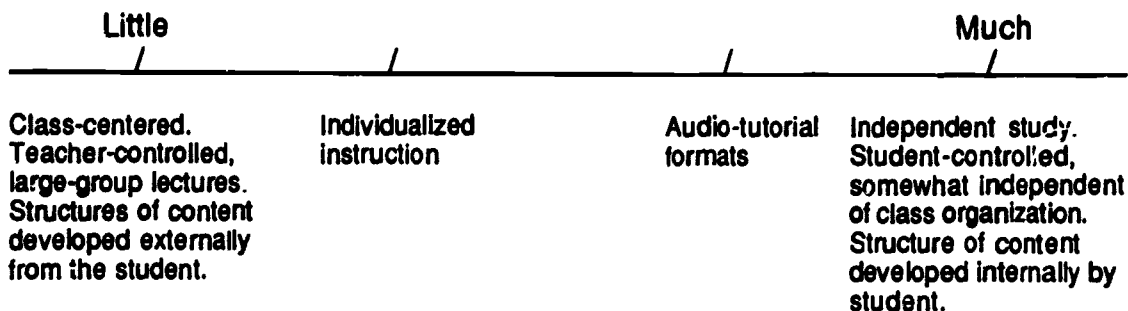 Little
Much
Class-centered.
Teacher-controlled,
large-group lectures.
Structures of content
developed externally
from the student.
Individualized
instruction
Audio-tutorial
formats
Independent study.
Student-controlled,
somewhat independent
of class organization.
Structure of content
developed internally by
student.